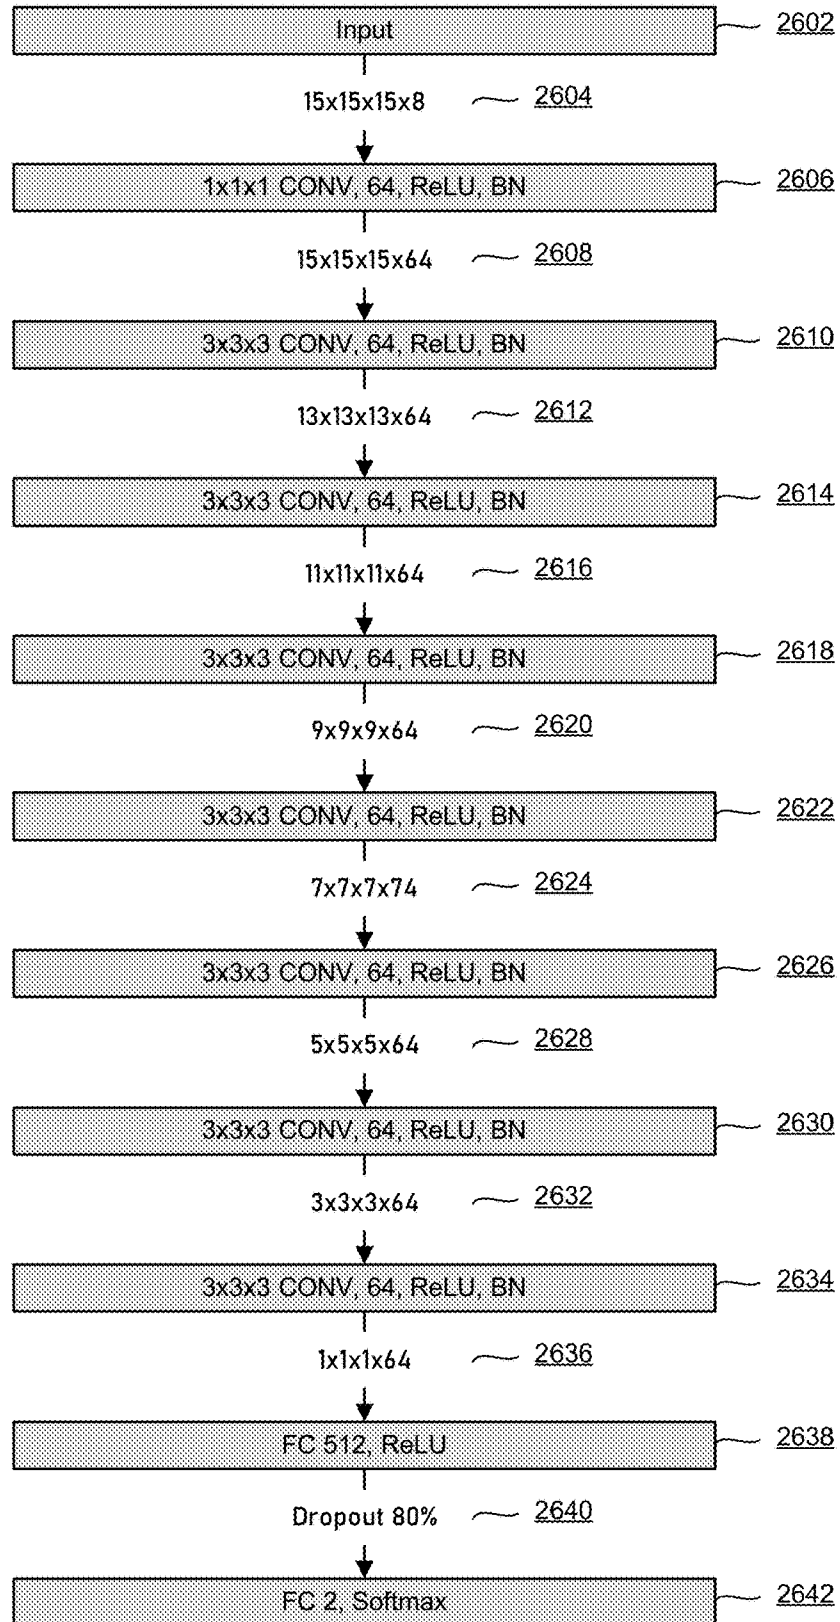 Input 2602
15x15x15x8 2604
1x1x1 CONV, 64, ReLU, BN 2606
15x15x15x64 2608
3x3x3 CONV, 64, ReLU, BN 2610
13x13x13x64 2612
3x3x3 CONV, 64, ReLU, BN 2614
11x11x11x64 2616
3x3x3 CONV, 64, ReLU, BN 2618
9x9x9x64 2620
3x3x3 CONV, 64, ReLU, BN 2622
7x7x7x74 2624
3x3x3 CONV, 64, ReLU, BN 2626
5x5x5x64 2628
3x3x3 CONV, 64, ReLU, BN 2630
3x3x3x64 2632
3x3x3 CONV, 64, ReLU, BN 2634
1x1x1x64 2636
FC 512, ReLU 2638
Dropout 80% 2640
FC 2, Softmax 2642